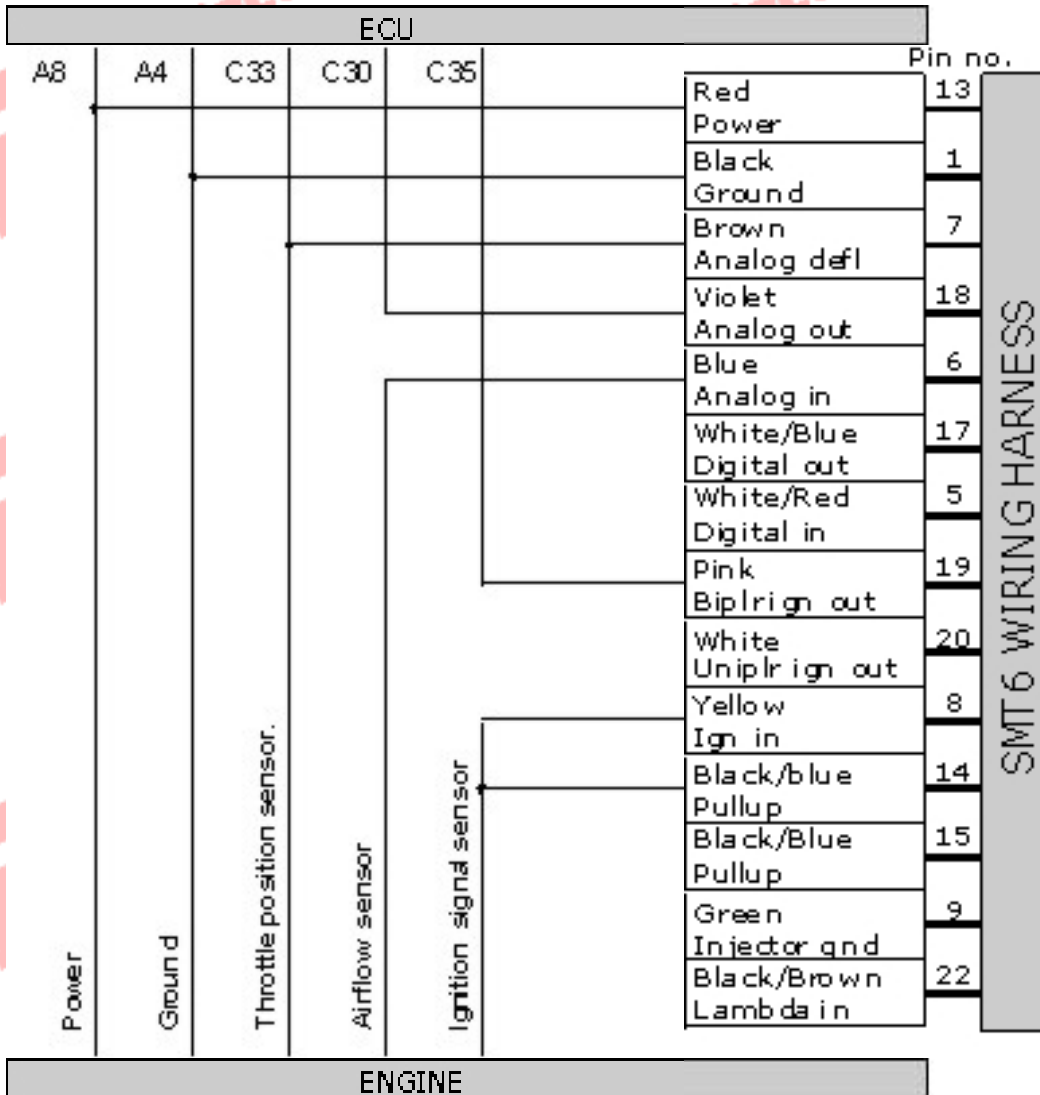 ECU
A8 A4 C33 C30 C35
Pin no.
Red 13
Power
Black 1
Ground
Brown 7
Analog defl
Violet 18
Analog out
Blue 6
Analog in
White/Blue 17
Digital out
White/Red 5
Digital in
Pink 19
Biplrign out
White 20
Uniplr ign out
Yellow 8
Ign in
Black/blue 14
Pullup
Black/Blue 15
Pullup
Green 9
Injector gnd
Black/Brown 22
Lambda in
SMT6 WIRING HARNESS
Power
Ground
Throttle position sensor.
Airflow sensor
Ignition signal sensor
ENGINE